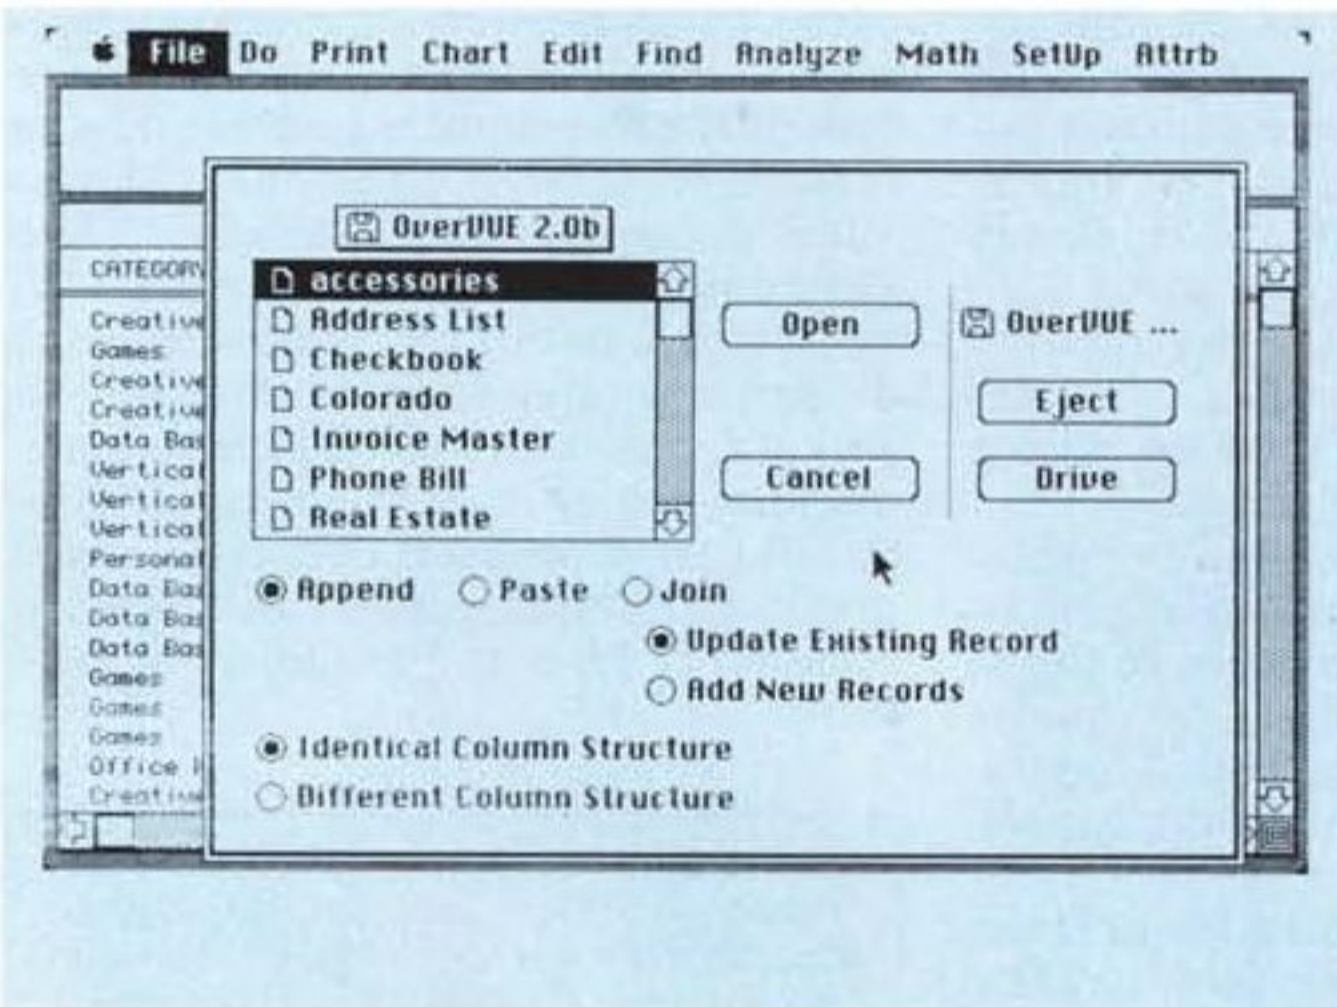 File Do Print Chart Edit Find Analyze Math SetUp Attrb
OverVUE 2.0b
CATEGORY
Creative
Games
Creative
Creative
Data Bas
Vertical
Vertical
Vertical
Personal
Data Bas
Data Bas
Data Bas
Games
Games
Games
Office
Creative
accessories
Address List
Checkbook
Colorado
Invoice Master
Phone Bill
Real Estate
Open
Cancel
OverVUE ...
Eject
Drive
Append Paste Join
Update Existing Record
Add New Records
Identical Column Structure
Different Column Structure